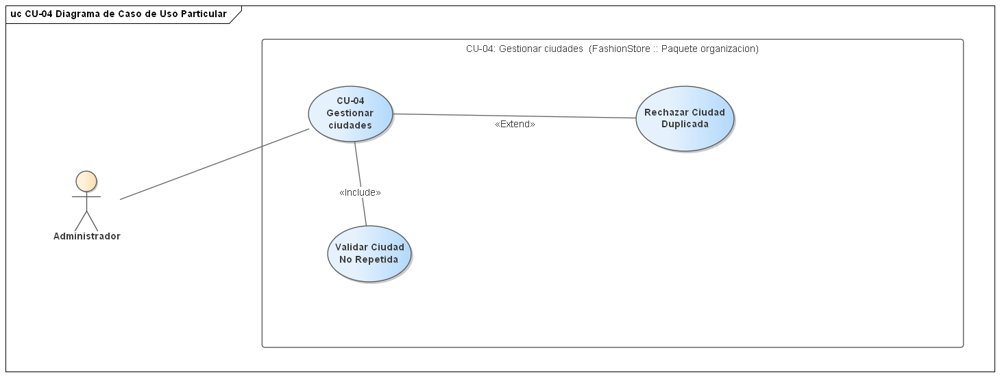 uc CU-04 Diagrama de Caso de Uso Particular
CU-04: Gestionar ciudades  (FashionStore :: Paquete organizacion)
CU-04
Gestionar
ciudades
Rechazar Ciudad
Duplicada
«Extend»
«Include»
Administrador
Validar Ciudad
No Repetida